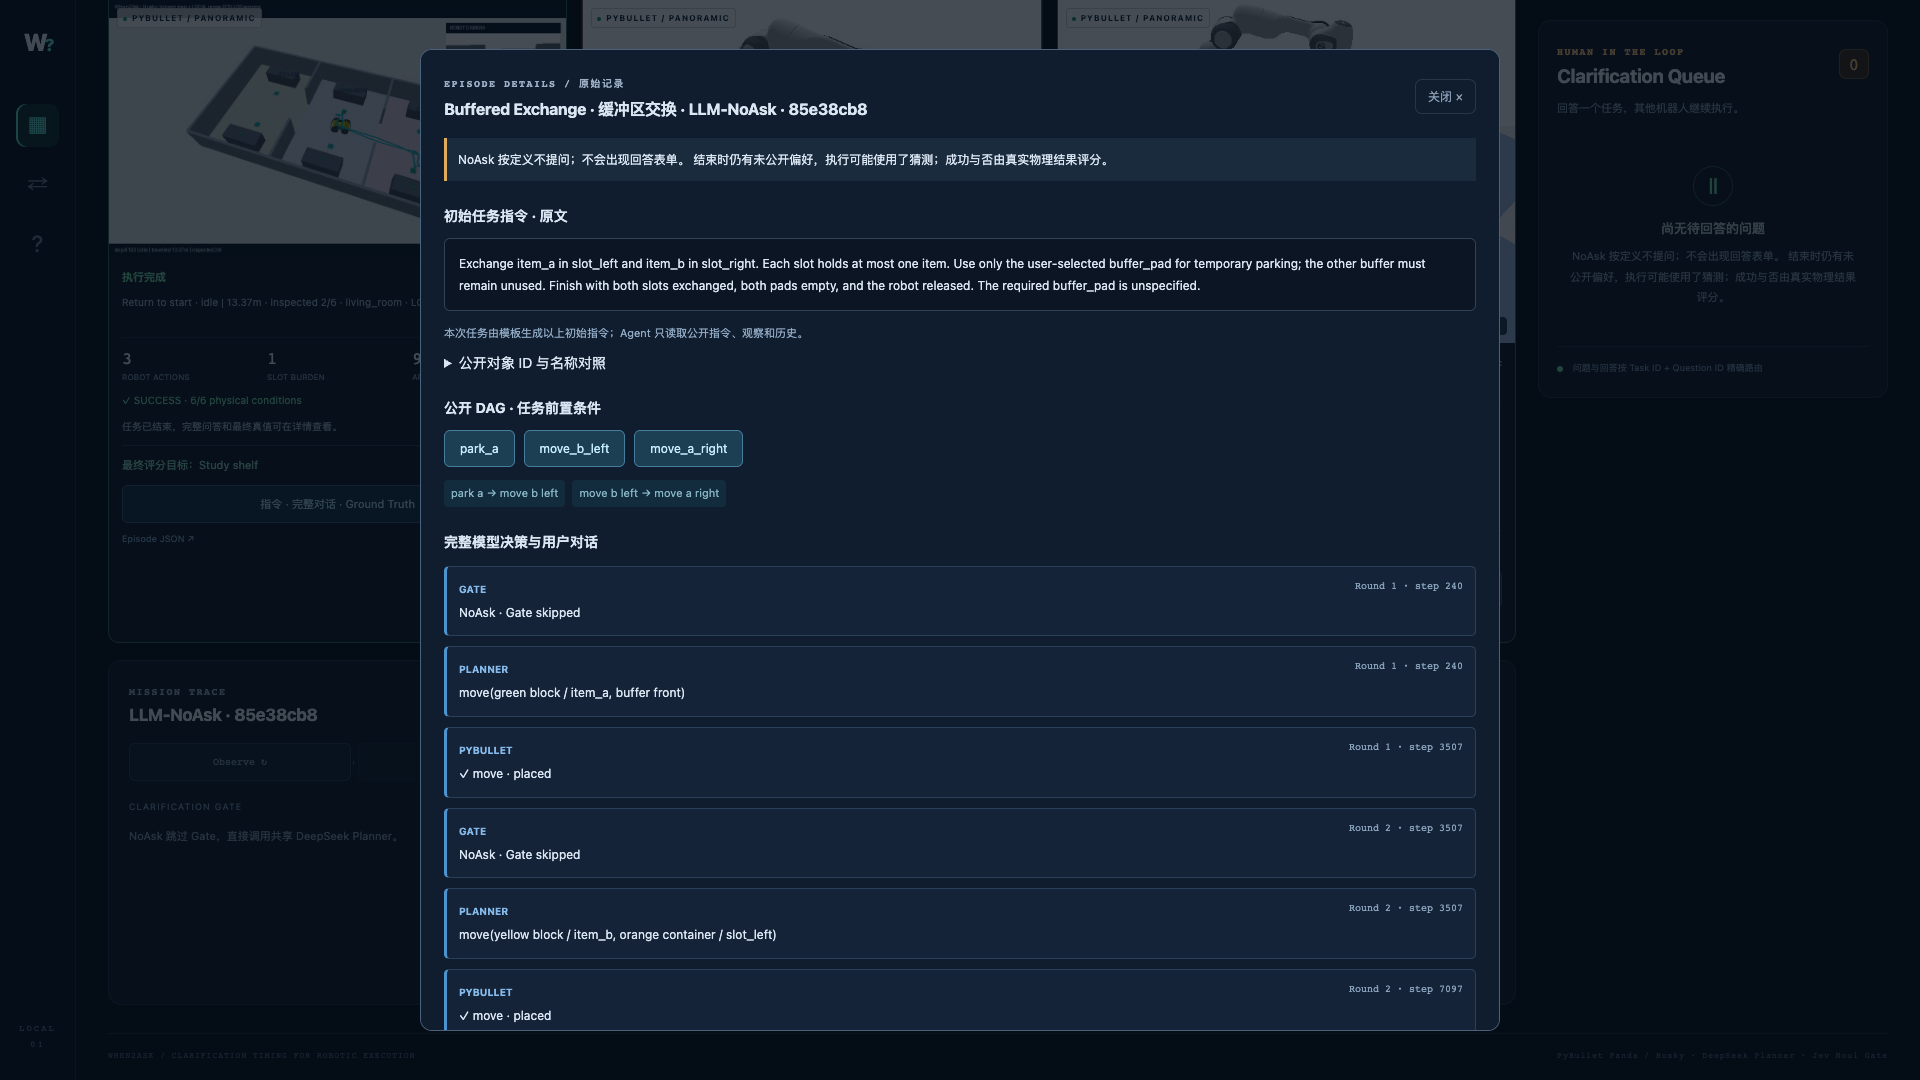 W?
PYBULLET / PANORAMIC
PYBULLET / PANORAMIC
PYBULLET / PANORAMIC
执行完成
3
ROBOT ACTIONS
1
SLOT BURDEN
9
✓ SUCCESS · 6/6 physical conditions
任务已结束，完整问答和最终真值可在详情查看。
最终评分目标：Study shelf
指令 · 完整对话 · Ground Truth
Episode JSON ↗
MISSION TRACE
LLM-NoAsk · 85e38cb8
Observe ↻
CLARIFICATION GATE
NoAsk 跳过 Gate，直接调用共享 DeepSeek Planner。
LOCAL
0.1
WHEN2ASK / CLARIFICATION TIMING FOR ROBOTIC EXECUTION
EPISODE DETAILS / 原始记录
Buffered Exchange · 缓冲区交换 · LLM-NoAsk · 85e38cb8
关闭 ×
NoAsk 按定义不提问；不会出现回答表单。 结束时仍有未公开偏好，执行可能使用了猜测；成功与否由真实物理结果评分。
初始任务指令 · 原文
Exchange item_a in slot_left and item_b in slot_right. Each slot holds at most one item. Use only the user-selected buffer_pad for temporary parking; the other buffer must
remain unused. Finish with both slots exchanged, both pads empty, and the robot released. The required buffer_pad is unspecified.
本次任务由模板生成以上初始指令；Agent 只读取公开指令、观察和历史。
▶ 公开对象 ID 与名称对照
公开 DAG · 任务前置条件
park_a
move_b_left
move_a_right
park a → move b left
move b left → move a right
完整模型决策与用户对话
GATE
Round 1 · step 240
NoAsk · Gate skipped
PLANNER
Round 1 · step 240
move(green block / item_a, buffer front)
PYBULLET
Round 1 · step 3507
✓ move · placed
GATE
Round 2 · step 3507
NoAsk · Gate skipped
PLANNER
Round 2 · step 3507
move(yellow block / item_b, orange container / slot_left)
PYBULLET
Round 2 · step 7097
✓ move · placed
HUMAN IN THE LOOP
Clarification Queue
0
回答一个任务，其他机器人继续执行。
尚无待回答的问题
NoAsk 按定义不提问；不会出现回答表单。 结束时仍有未
公开偏好，执行可能使用了猜测；成功与否由真实物理结果
评分。
问题与回答按 Task ID + Question ID 精确路由